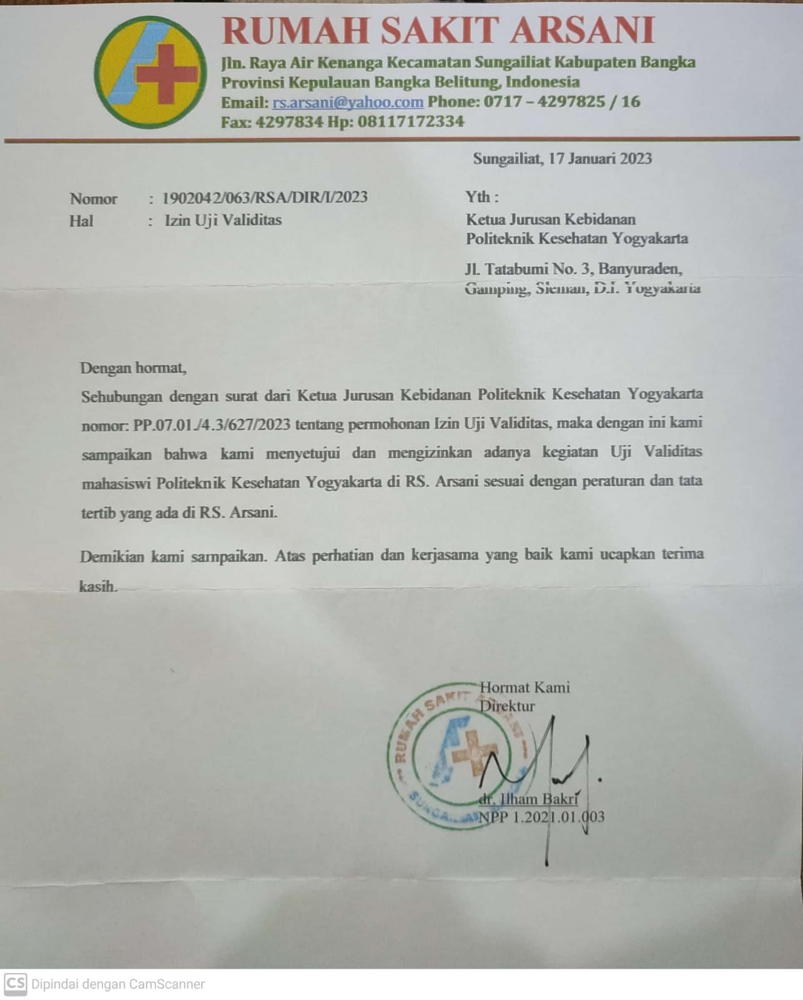 RUMAH SAKIT ARSANI
Jln. Raya Air Kenanga Kecamatan Sungailiat Kabupaten Bangka
Provinsi Kepulauan Bangka Belitung, Indonesia
Email: rs.arsani@yahoo.com Phone: 0717 – 4297825 / 16
Fax: 4297834 Hp: 08117172334
Sungailiat, 17 Januari 2023
Nomor : 1902042/063/RSA/DIR/I/2023
Hal : Izin Uji Validitas
Yth :
Ketua Jurusan Kebidanan
Politeknik Kesehatan Yogyakarta
Jl. Tatabumi No. 3, Banyuraden,
Gamping, Sleman, D.I. Yogyakarta
Dengan hormat,
Sehubungan dengan surat dari Ketua Jurusan Kebidanan Politeknik Kesehatan Yogyakarta
nomor: PP.07.01./4.3/627/2023 tentang permohonan Izin Uji Validitas, maka dengan ini kami
sampaikan bahwa kami menyetujui dan mengizinkan adanya kegiatan Uji Validitas
mahasiswi Politeknik Kesehatan Yogyakarta di RS. Arsani sesuai dengan peraturan dan tata
tertib yang ada di RS. Arsani.
Demikian kami sampaikan. Atas perhatian dan kerjasama yang baik kami ucapkan terima
kasih.
Hormat Kami
Direktur
RUMAH SAKIT ARSANI
dr. Ilham Bakri
NPP 1.2021.01.003
CS Dipindai dengan CamScanner